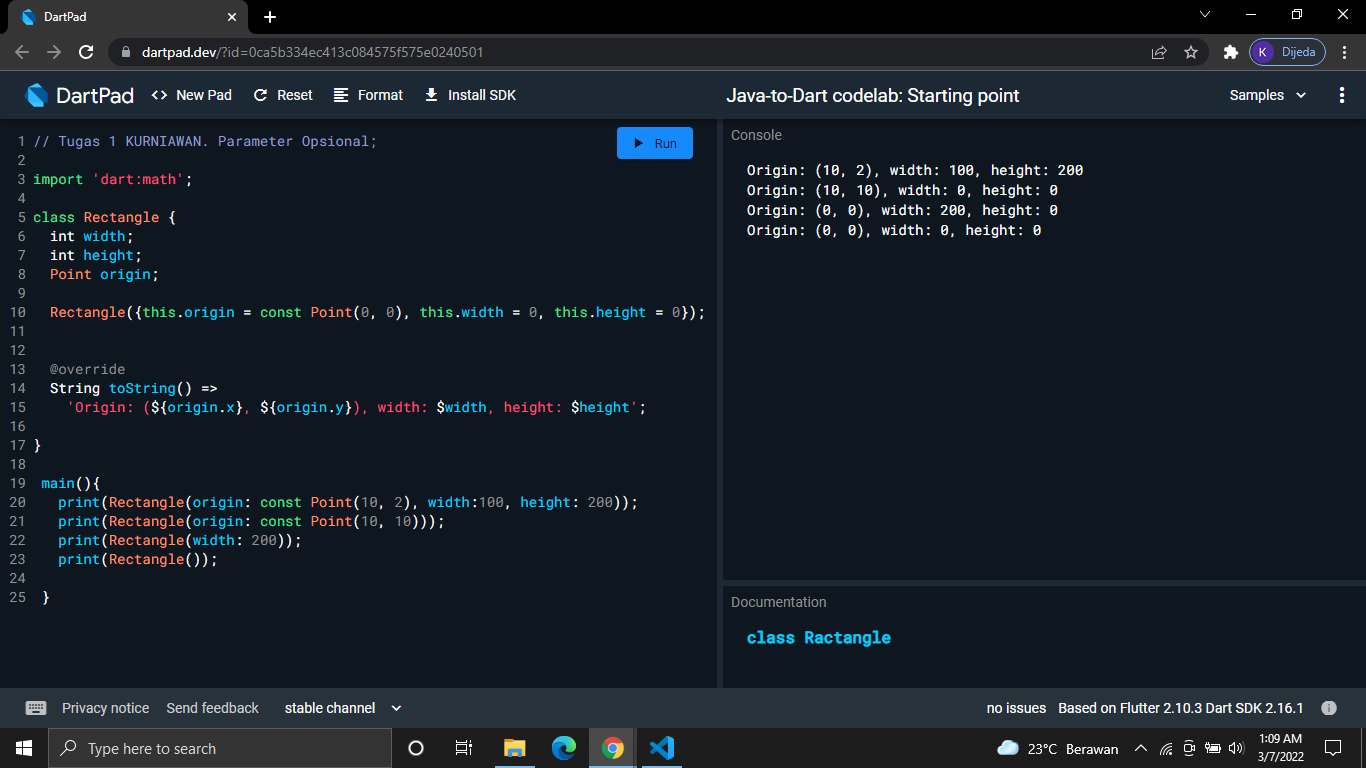 DartPad
dartpad.dev/?id=0ca5b334ec413c084575f575e0240501
K Dijeda
DartPad <> New Pad Reset Format Install SDK Java-to-Dart codelab: Starting point Samples
1 // Tugas 1 KURNIAWAN. Parameter Opsional;
2
3 import 'dart:math';
4
5 class Rectangle {
6 int width;
7 int height;
8 Point origin;
9
10 Rectangle({this.origin = const Point(0, 0), this.width = 0, this.height = 0});
11
12
13 @override
14 String toString() =>
15 'Origin: (${origin.x}, ${origin.y}), width: $width, height: $height';
16
17 }
18
19 main(){
20 print(Rectangle(origin: const Point(10, 2), width:100, height: 200));
21 print(Rectangle(origin: const Point(10, 10)));
22 print(Rectangle(width: 200));
23 print(Rectangle());
24
25 }
Run
Console
Origin: (10, 2), width: 100, height: 200
Origin: (10, 10), width: 0, height: 0
Origin: (0, 0), width: 200, height: 0
Origin: (0, 0), width: 0, height: 0
Documentation
class Ractangle
Privacy notice Send feedback stable channel no issues Based on Flutter 2.10.3 Dart SDK 2.16.1
Type here to search
23°C Berawan
1:09 AM
3/7/2022